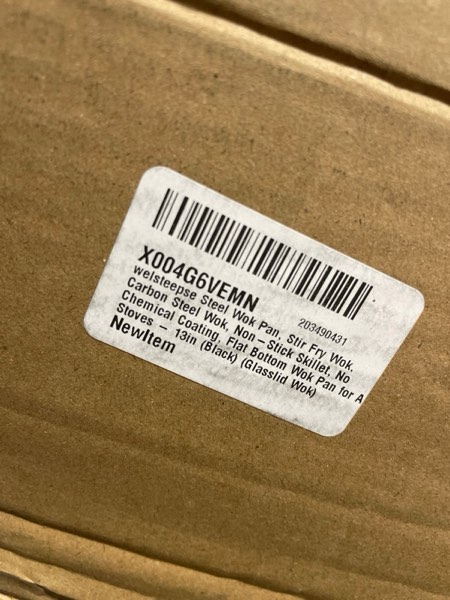 X004G6VEMN
203490431
welsteepse Steel Wok Pan, Stir Fry Wok,
Carbon Steel Wok, Non-Stick Skillet, No
Chemical Coating, Flat Bottom Wok Pan for A
Stoves - 13in (Black) (Glasslid Wok)
NewItem